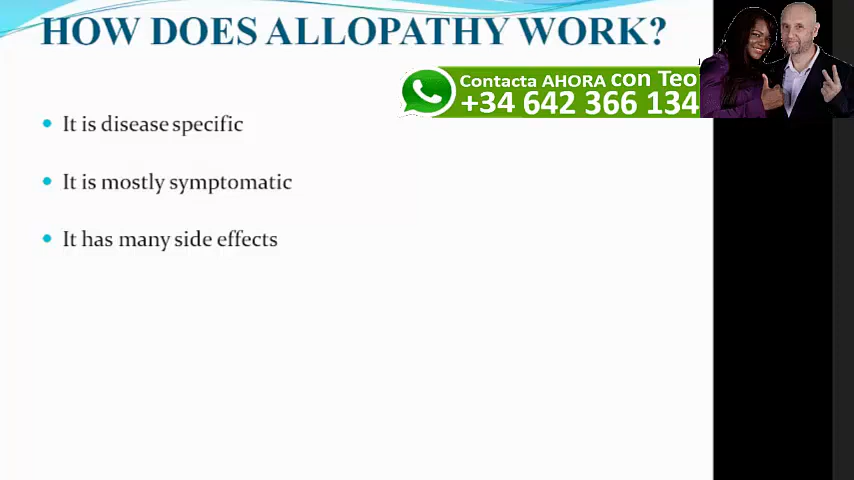 HOW DOES ALLOPATHY WORK?
Contacta AHORA con Teo
+34 642 366 134
• It is disease specific
• It is mostly symptomatic
• It has many side effects